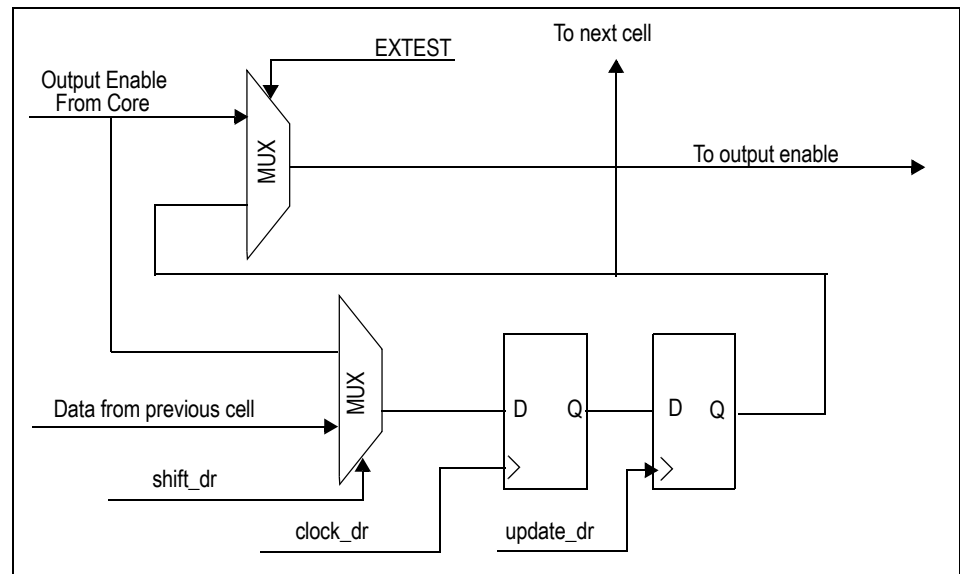 To next cell
EXTEST
Output Enable
From Core
MUX
To output enable
MUX
D Q
D Q
Data from previous cell
shift_dr
clock_dr
update_dr